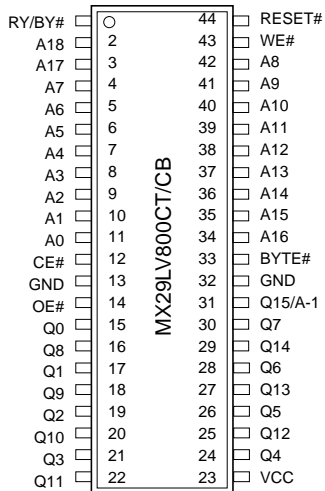 RY/BY# 44 RESET#
A18 2 43 WE#
A17 3 42 A8
A7 4 41 A9
A6 5 40 A10
A5 6 39 A11
A4 7 38 A12
A3 8 37 A13
A2 9 36 A14
A1 10 35 A15
A0 11 34 A16
CE# 12 33 BYTE#
GND 13 32 GND
OE# 14 31 Q15/A-1
Q0 15 30 Q7
Q8 16 29 Q14
Q1 17 28 Q6
Q9 18 27 Q13
Q2 19 26 Q5
Q10 20 25 Q12
Q3 21 24 Q4
Q11 22 23 VCC
MX29LV800CT/CB